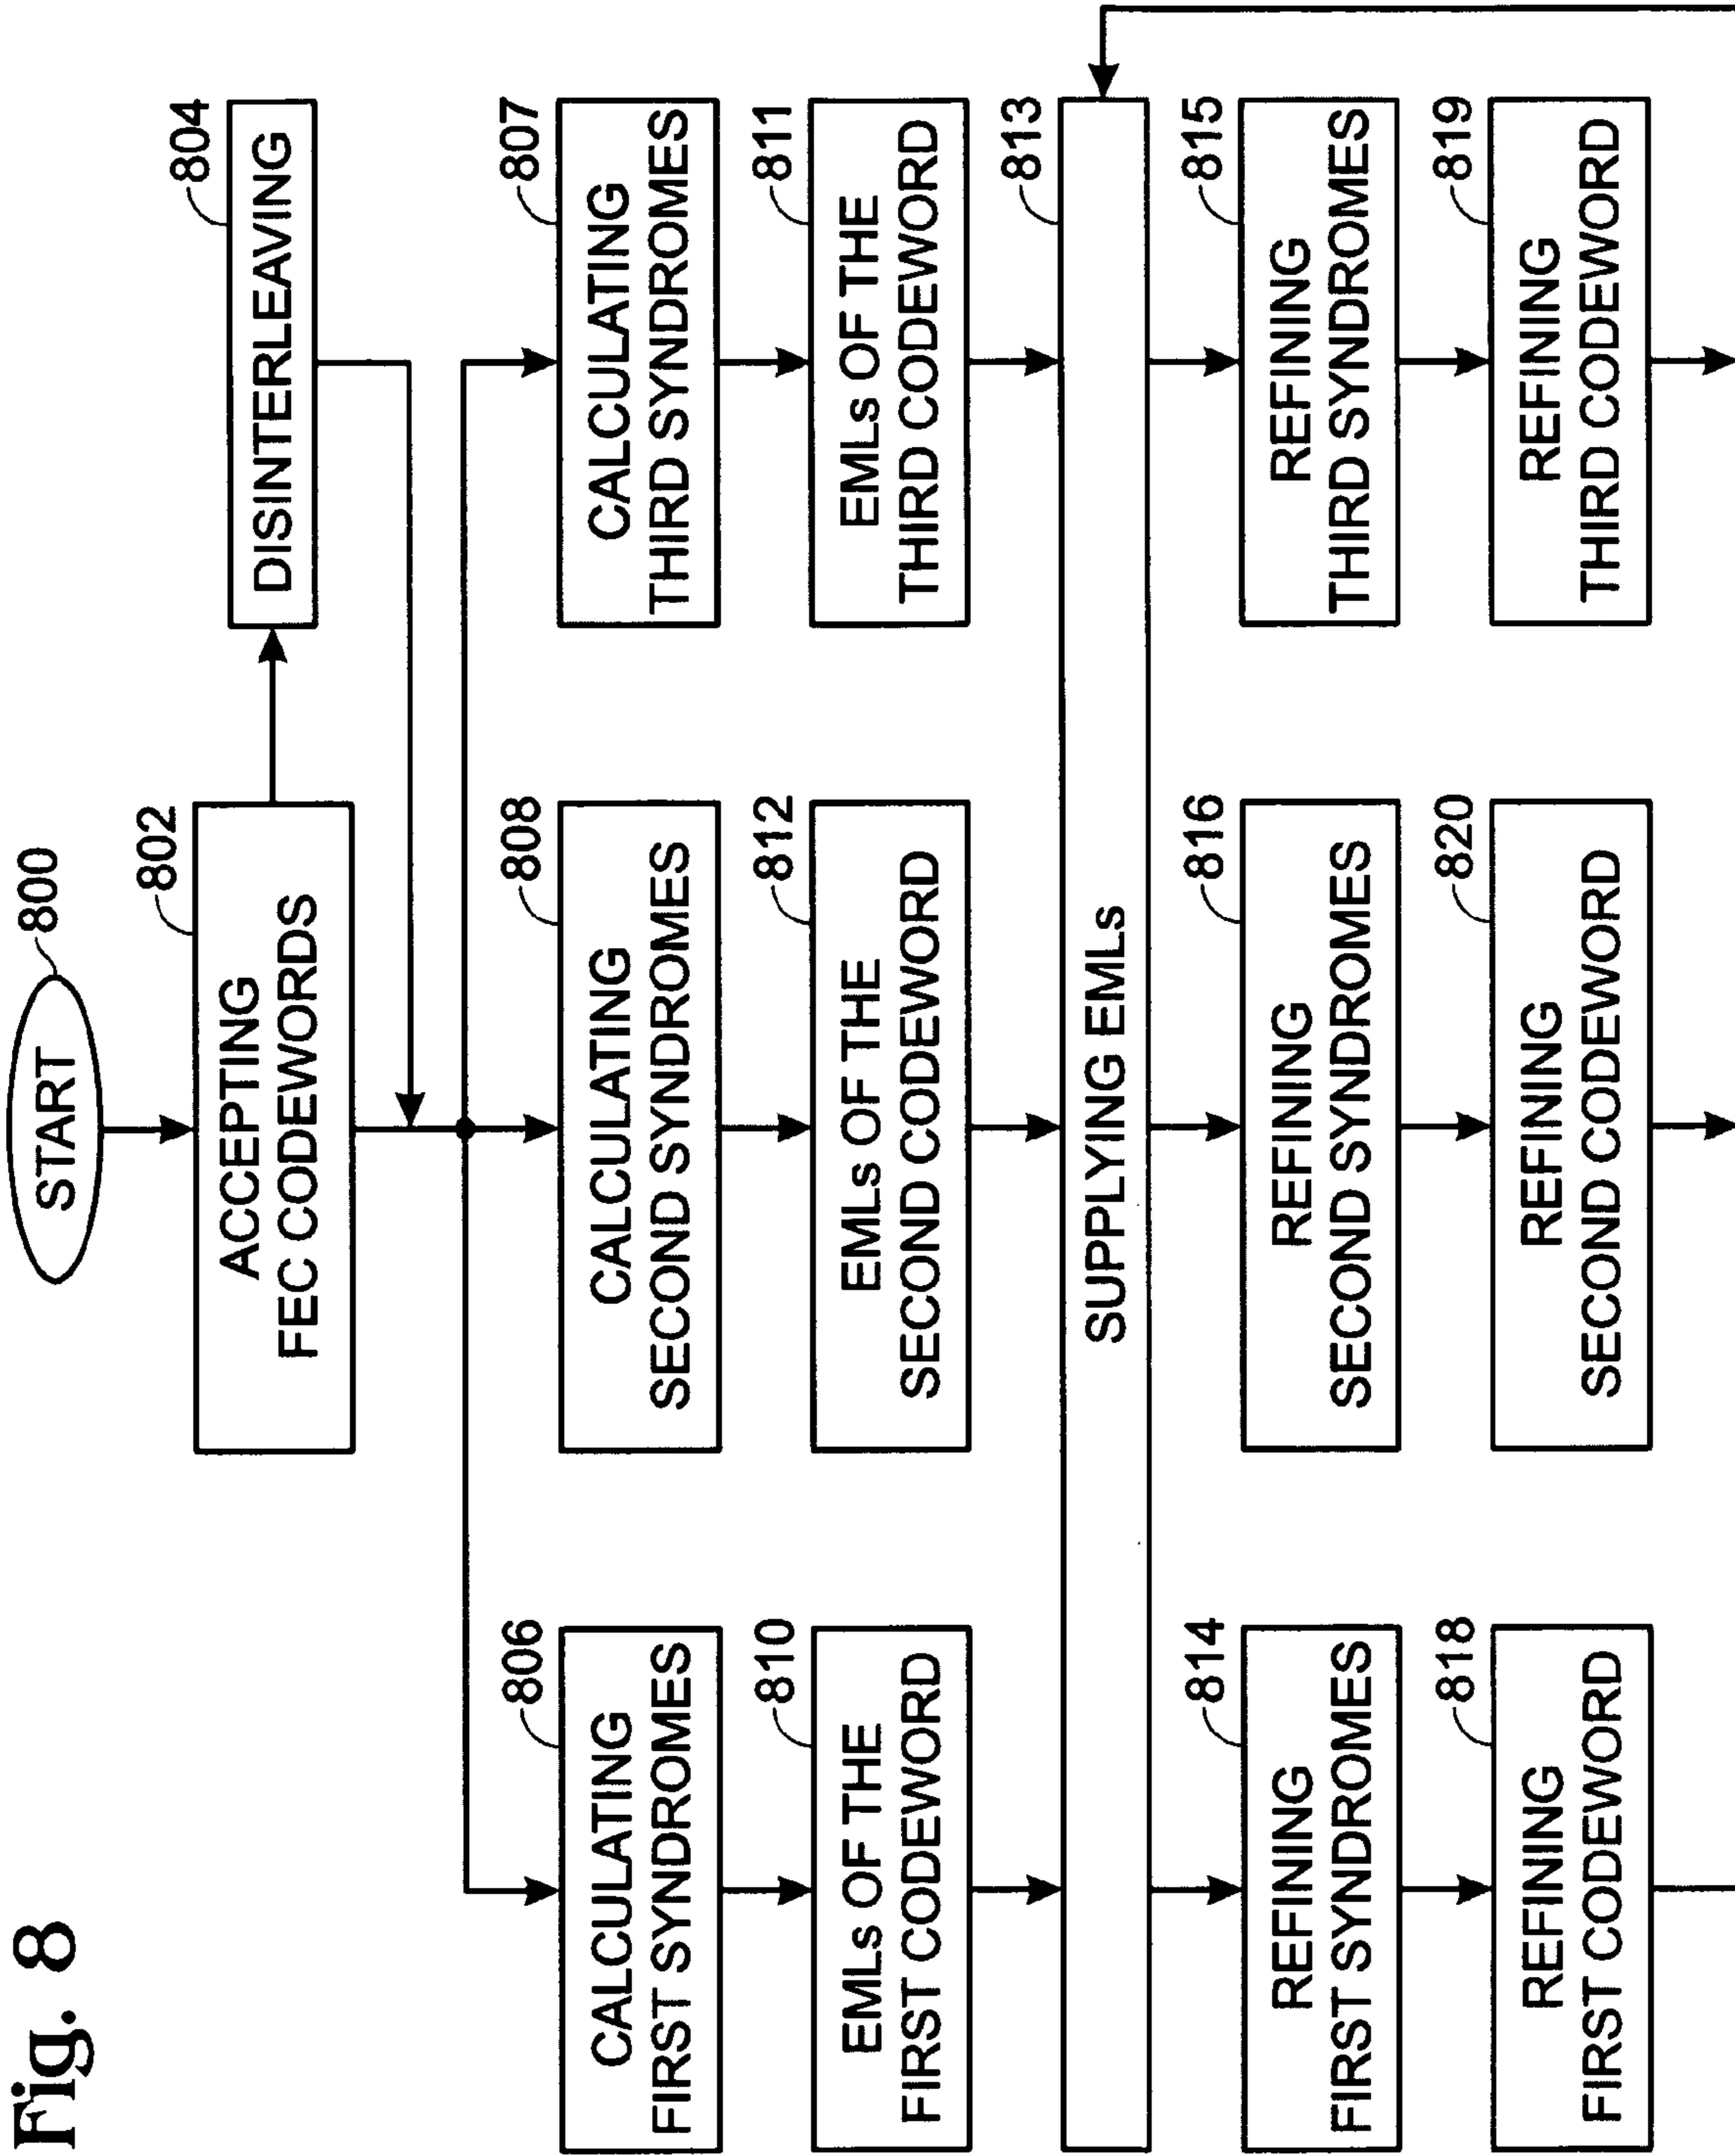 Fig. 8
START
800
802
ACCEPTING
FEC CODEWORDS
804
DISINTERLEAVING
806
CALCULATING
FIRST SYNDROMES
808
CALCULATING
SECOND SYNDROMES
807
CALCULATING
THIRD SYNDROMES
810
EMLs OF THE
FIRST CODEWORD
812
EMLs OF THE
SECOND CODEWORD
811
EMLs OF THE
THIRD CODEWORD
813
SUPPLYING EMLs
814
REFINING
FIRST SYNDROMES
816
REFINING
SECOND SYNDROMES
815
REFINING
THIRD SYNDROMES
818
REFINING
FIRST CODEWORD
820
REFINING
SECOND CODEWORD
819
REFINING
THIRD CODEWORD